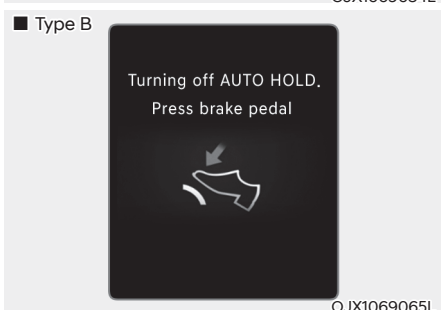 ■ Type B
Turning off AUTO HOLD.
Press brake pedal
OJX1069065L